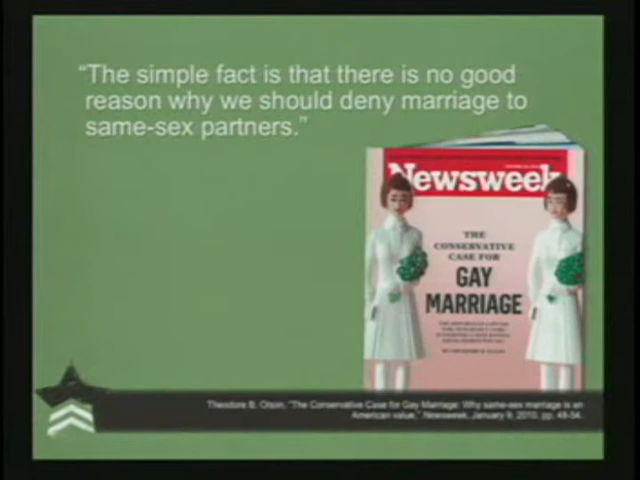 “The simple fact is that there is no good
reason why we should deny marriage to
same-sex partners.”
Newsweek
THE
CONSERVATIVE
CASE FOR
GAY
MARRIAGE
Theodore B. Olson, "The Conservative Case for Gay Marriage: Why same-sex marriage is an
American value," Newsweek, January 9, 2010. pp. 48-54.